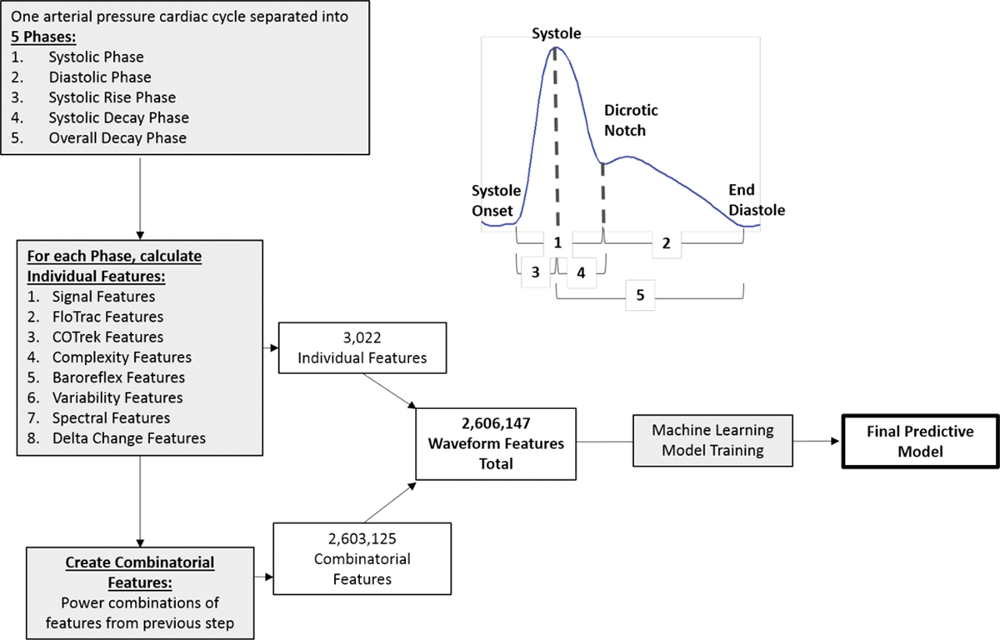 One arterial pressure cardiac cycle separated into
5 Phases:
1. Systolic Phase
2. Diastolic Phase
3. Systolic Rise Phase
4. Systolic Decay Phase
5. Overall Decay Phase
Systole
Dicrotic
Notch
Systole
Onset
End
Diastole
1
2
3
4
5
For each Phase, calculate
Individual Features:
1. Signal Features
2. FloTrac Features
3. COTrek Features
4. Complexity Features
5. Baroreflex Features
6. Variability Features
7. Spectral Features
8. Delta Change Features
3,022
Individual Features
2,606,147
Waveform Features
Total
Machine Learning
Model Training
Final Predictive
Model
Create Combinatorial
Features:
Power combinations of
features from previous step
2,603,125
Combinatorial
Features